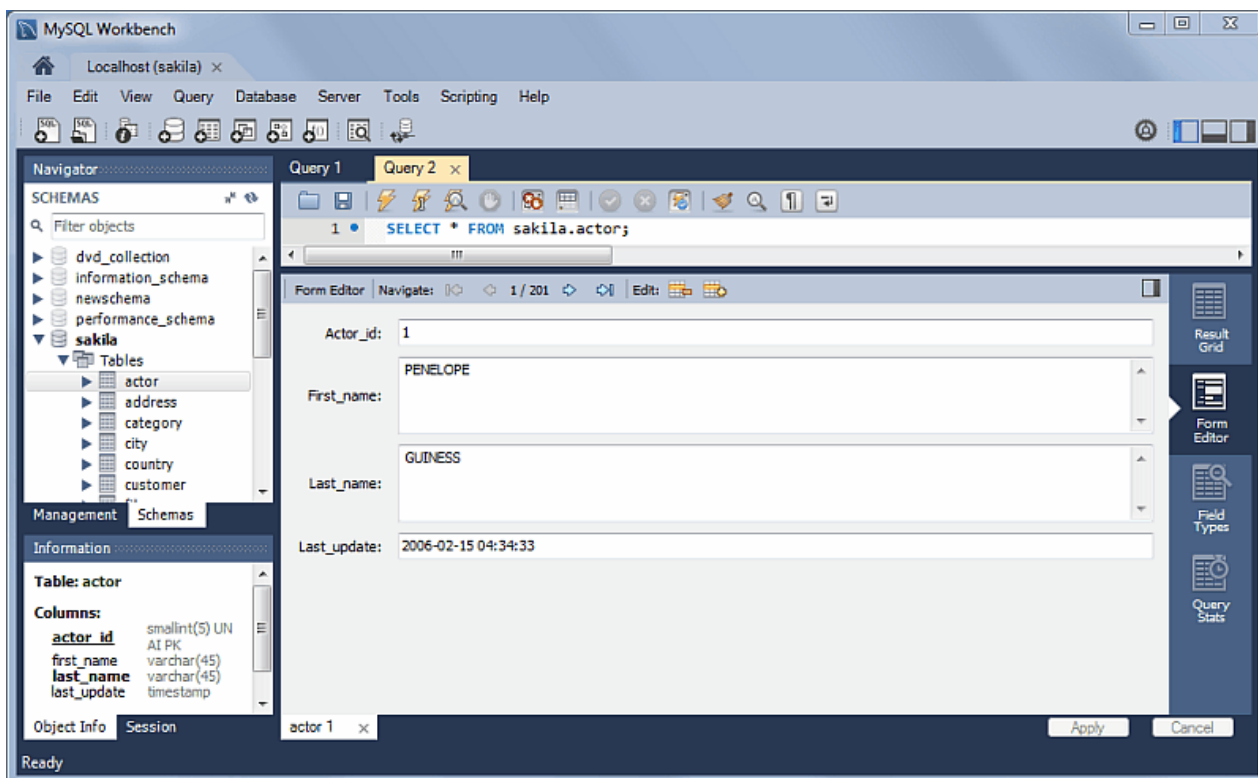 MySQL Workbench
Localhost (sakila)
File Edit View Query Database Server Tools Scripting Help
Navigator
SCHEMAS
Filter objects
dvd_collection
information_schema
newschema
performance_schema
sakila
Tables
actor
address
category
city
country
customer
Management Schemas
Information
Table: actor
Columns:
actor_id smallint(5) UN
AI PK
first_name varchar(45)
last_name varchar(45)
last_update timestamp
Object Info Session
Query 1 Query 2
1 SELECT * FROM sakila.actor;
Form Editor Navigate: 1 / 201 Edit:
Actor_id: 1
First_name: PENELOPE
Last_name: GUINESS
Last_update: 2006-02-15 04:34:33
Result
Grid
Form
Editor
Field
Types
Query
Stats
actor 1 Apply Cancel
Ready